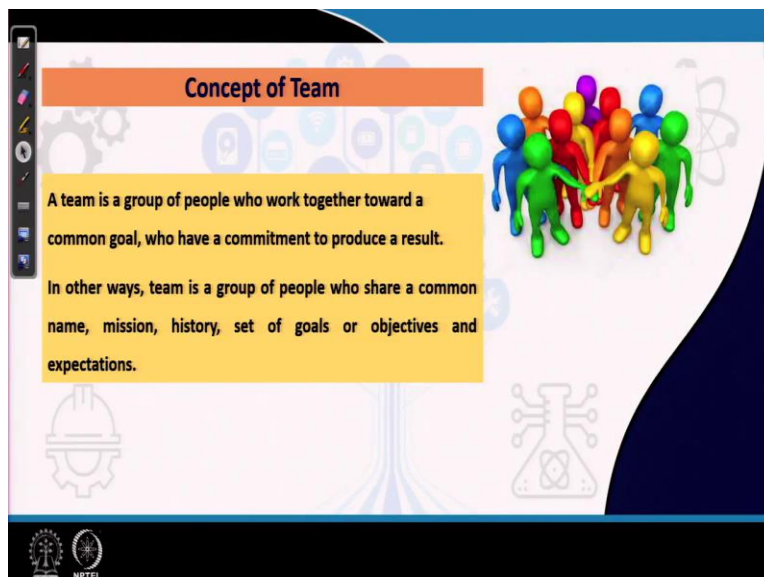 Concept of Team
A team is a group of people who work together toward a
common goal, who have a commitment to produce a result.
In other ways, team is a group of people who share a common
name, mission, history, set of goals or objectives and
expectations.
NPTEL